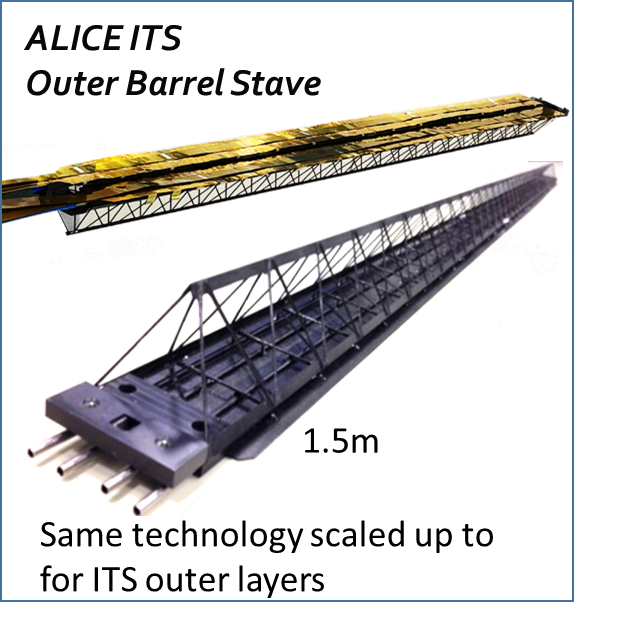 ALICE ITS
Outer Barrel Stave
1.5m
Same technology scaled up to
for ITS outer layers